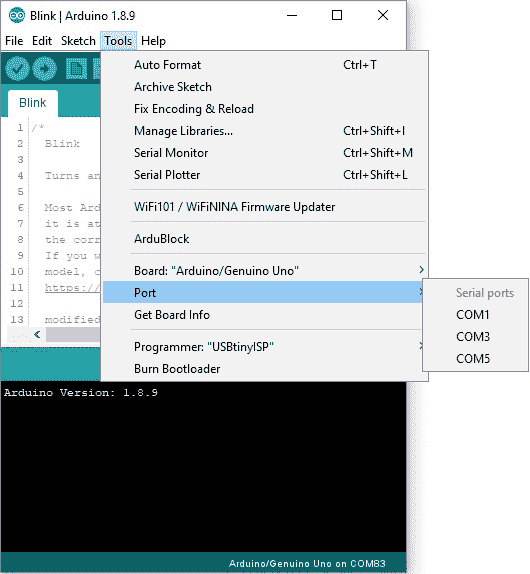 Blink | Arduino 1.8.9
File Edit Sketch Tools Help
Blink
1 /*
2 Blink
3
4 Turns an
5
6 Most Ard
7 it is at
8 the corr
9 If you w
10 model, c
11 https://
12
13 modified
Auto Format Ctrl+T
Archive Sketch
Fix Encoding & Reload
Manage Libraries... Ctrl+Shift+I
Serial Monitor Ctrl+Shift+M
Serial Plotter Ctrl+Shift+L
WiFi101 / WiFiNINA Firmware Updater
ArduBlock
Board: "Arduino/Genuino Uno"
Port
Get Board Info
Programmer: "USBtinyISP"
Burn Bootloader
Serial ports
COM1
COM3
COM5
Arduino Version: 1.8.9
Arduino/Genuino Uno on COM83